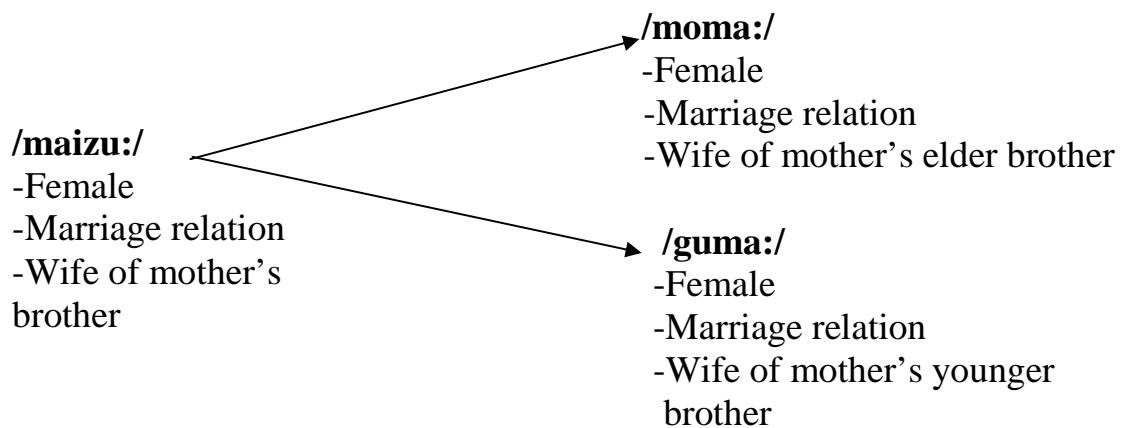 /maizu:/
-Female
-Marriage relation
-Wife of mother’s
brother
/moma:/
-Female
-Marriage relation
-Wife of mother’s elder brother
/guma:/
-Female
-Marriage relation
-Wife of mother’s younger
brother